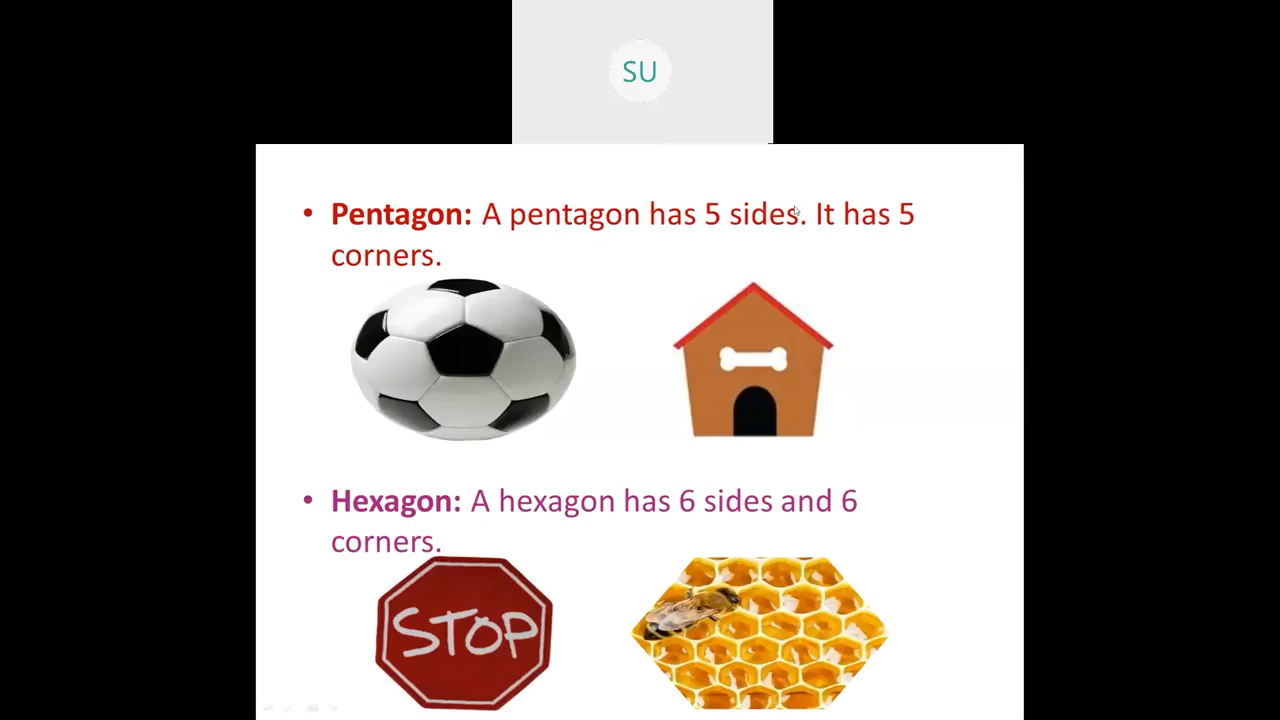 SU
• Pentagon: A pentagon has 5 sides. It has 5
corners.
• Hexagon: A hexagon has 6 sides and 6
corners.
STOP